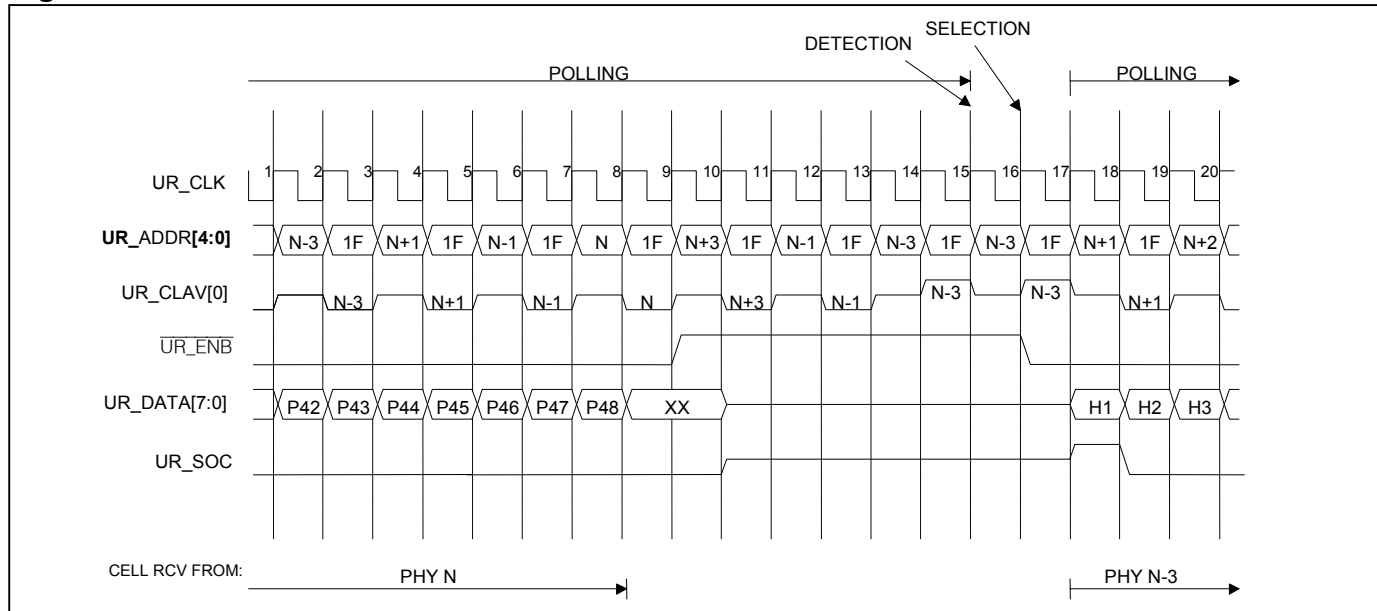 SELECTION
DETECTION
POLLING POLLING
UR_CLK 1 2 3 4 5 6 7 8 9 10 11 12 13 14 15 16 17 18 19 20
UR_ADDR[4:0] N-3 1F N+1 1F N-1 1F N 1F N+3 1F N-1 1F N-3 1F N-3 1F N+1 1F N+2
UR_CLAV[0] N-3 N+1 N-1 N N+3 N-1 N-3 N-3 N+1
UR_ENB
UR_DATA[7:0] P42 P43 P44 P45 P46 P47 P48 XX H1 H2 H3
UR_SOC
CELL RCV FROM: PHY N PHY N-3